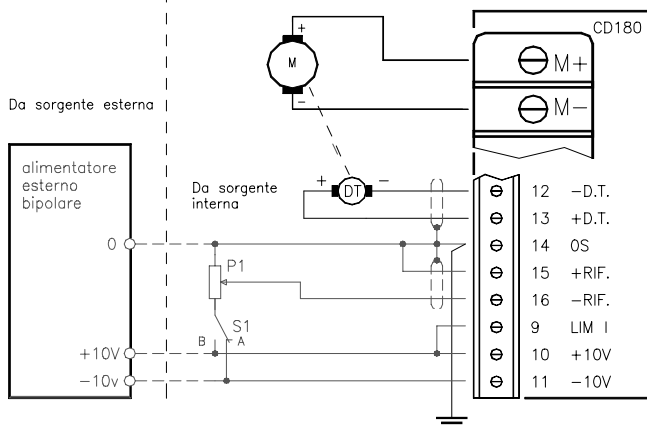 CD180
+
M
M+
-
M-
Da sorgente esterna
alimentatore
esterno
bipolare
Da sorgente
interna
+ DT -
12 -D.T.
13 +D.T.
0
14 0S
P1
15 +RIF.
16 -RIF.
S1
9 LIM I
B A
+10V
10 +10V
-10v
11 -10V